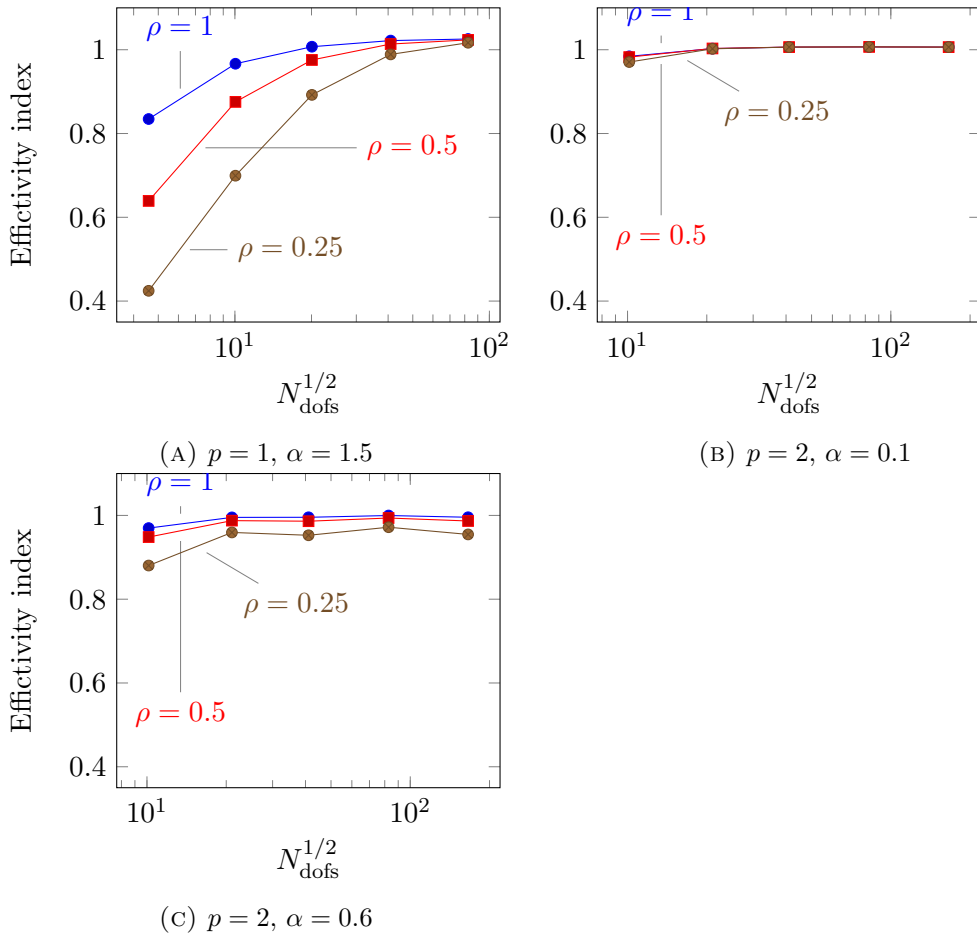 ρ = 1
ρ = 0.5
ρ = 0.25
1
0.8
0.6
0.4
10^1
10^2
Effictivity index
N_dofs^{1/2}
(A) p = 1, α = 1.5
ρ = 1
ρ = 0.25
ρ = 0.5
1
0.8
0.6
0.4
10^1
10^2
N_dofs^{1/2}
(B) p = 2, α = 0.1
ρ = 1
ρ = 0.25
ρ = 0.5
1
0.8
0.6
0.4
10^1
10^2
Effictivity index
N_dofs^{1/2}
(C) p = 2, α = 0.6